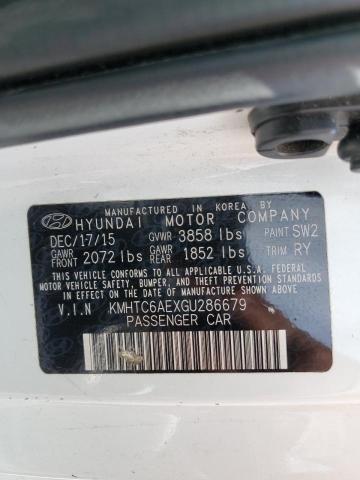 MANUFACTURED IN KOREA BY
HYUNDAI MOTOR COMPANY
DEC/17/15 GVWR 3858 lbs PAINT SW2
GAWR FRONT 2072 lbs GAWR REAR 1852 lbs TRIM RY
THIS VEHICLE CONFORMS TO ALL APPLICABLE U.S.A. FEDERAL
MOTOR VEHICLE SAFETY, BUMPER, AND THEFT PREVENTION
STANDARDS IN EFFECT ON THE DATE OF MANUFACTURE
SHOWN ABOVE.
V.I.N KMHTC6AEXGU286679
PASSENGER CAR